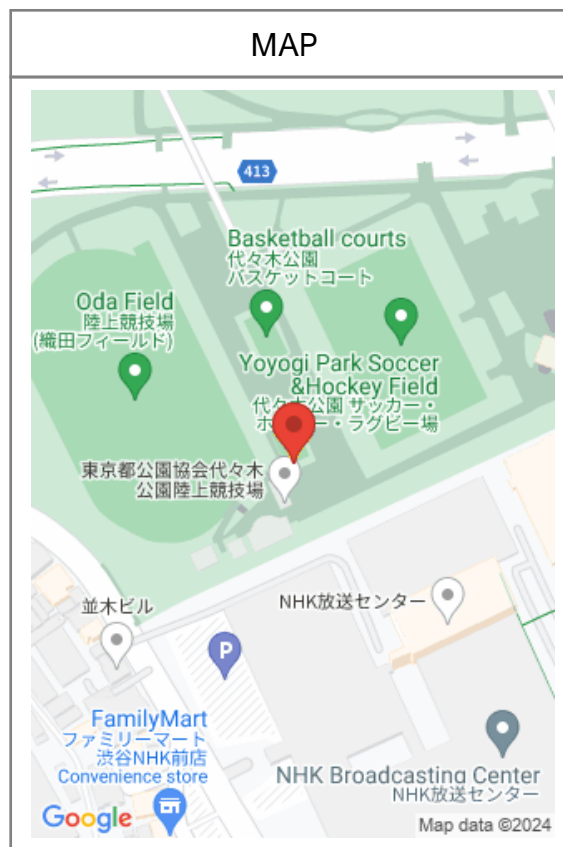 MAP
413
Basketball courts
代々木公園
バスケットコート
Oda Field
陸上競技場
(織田フィールド)
Yoyogi Park Soccer
&Hockey Field
代々木公園 サッカー・
ホ ー・ラグビー場
東京都公園協会代々木
公園陸上競技場
並木ビル
NHK放送センター
P
FamilyMart
ファミリーマート
渋谷NHK前店
Convenience store
NHK Broadcasting Center
NHK放送センター
Google
Map data ©2024